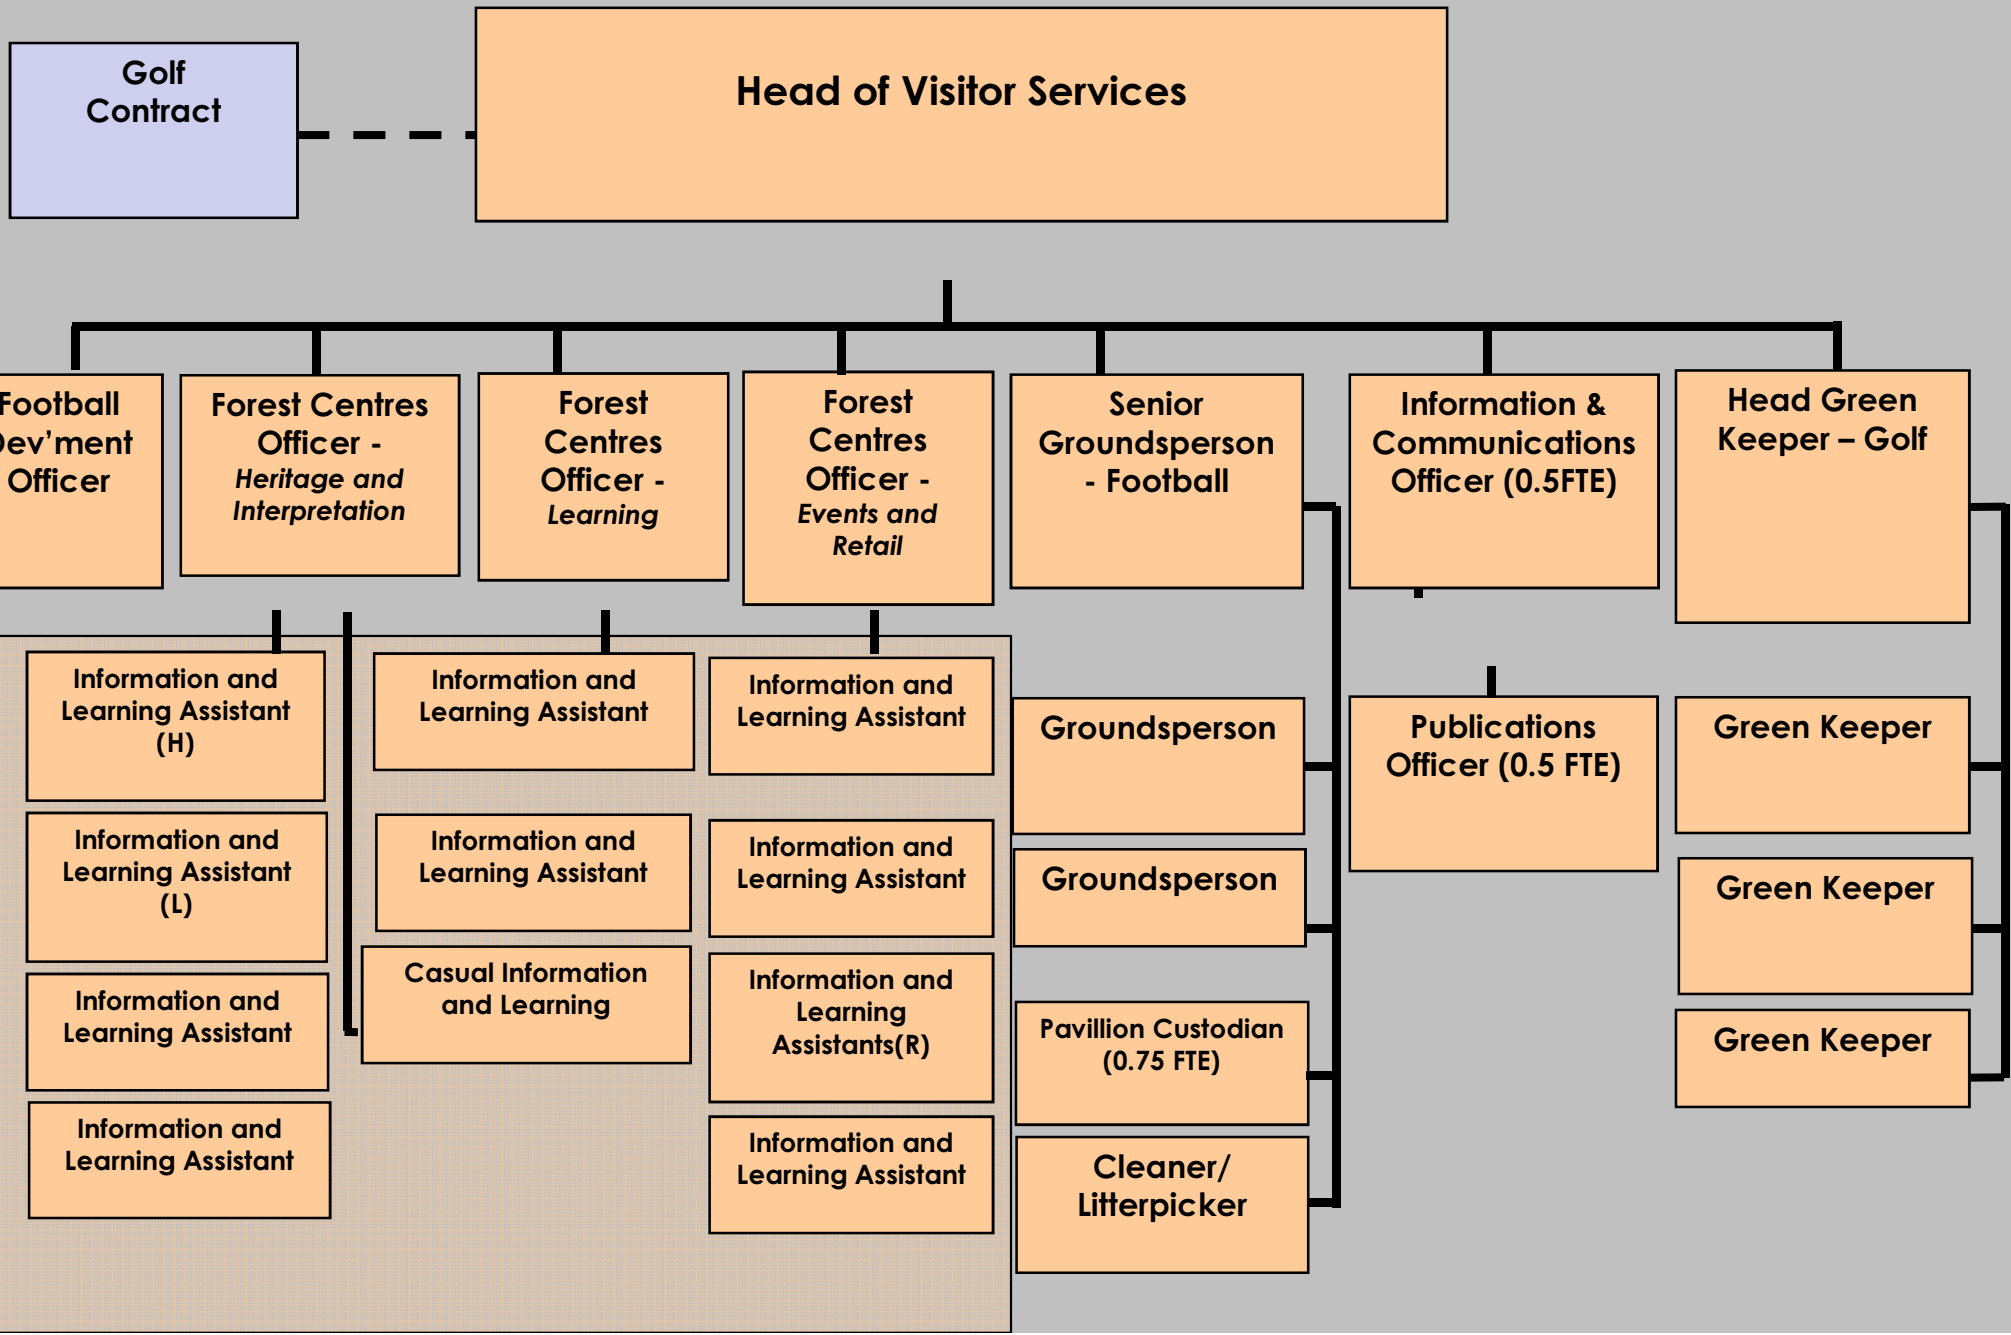 Golf
Contract
Head of Visitor Services
Football
Dev'ment
Officer
Forest Centres
Officer -
Heritage and
Interpretation
Forest
Centres
Officer -
Learning
Forest
Centres
Officer -
Events and
Retail
Senior
Groundsperson
- Football
Information &
Communications
Officer (0.5FTE)
Head Green
Keeper – Golf
Information and
Learning Assistant
(H)
Information and
Learning Assistant
(L)
Information and
Learning Assistant
Information and
Learning Assistant
Information and
Learning Assistant
Information and
Learning Assistant
Casual Information
and Learning
Information and
Learning Assistant
Information and
Learning Assistant
Information and
Learning
Assistants(R)
Information and
Learning Assistant
Groundsperson
Groundsperson
Pavillion Custodian
(0.75 FTE)
Cleaner/
Litterpicker
Publications
Officer (0.5 FTE)
Green Keeper
Green Keeper
Green Keeper